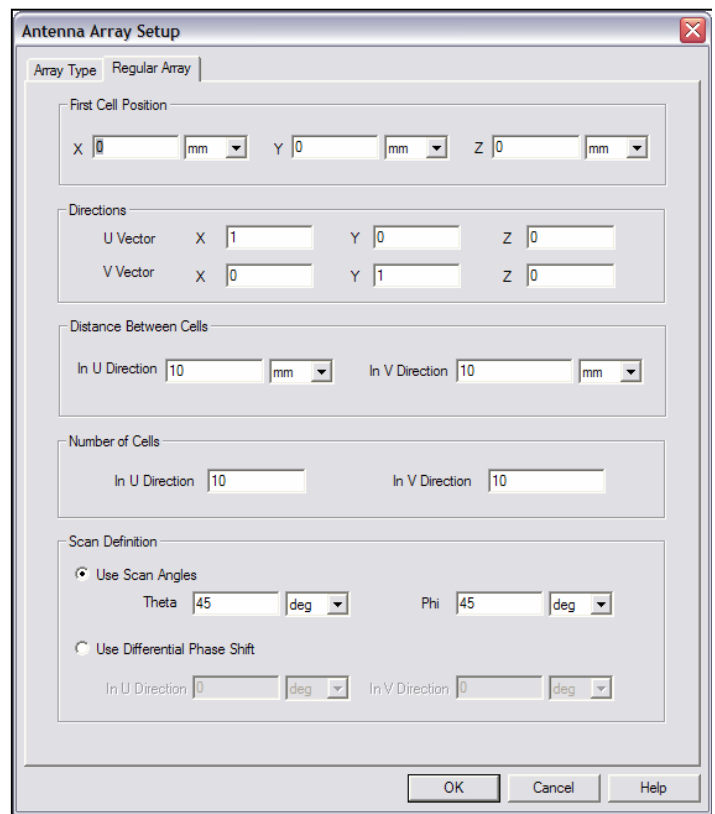 Antenna Array Setup
Array Type Regular Array
First Cell Position
X 0 mm Y 0 mm Z 0 mm
Directions
U Vector X 1 Y 0 Z 0
V Vector X 0 Y 1 Z 0
Distance Between Cells
In U Direction 10 mm In V Direction 10 mm
Number of Cells
In U Direction 10 In V Direction 10
Scan Definition
Use Scan Angles
Theta 45 deg Phi 45 deg
Use Differential Phase Shift
In U Direction 0 deg In V Direction 0 deg
OK Cancel Help